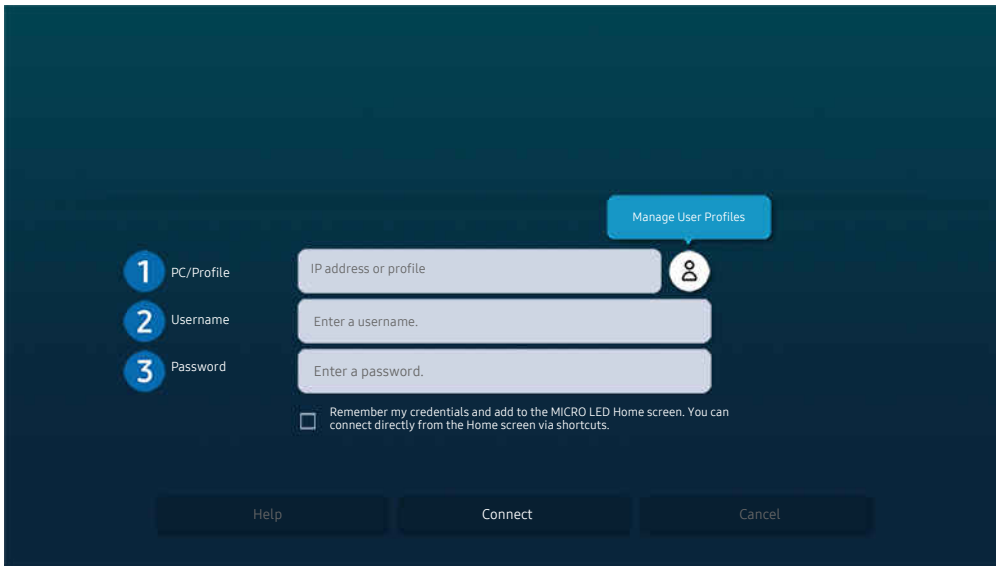 Manage User Profiles
1 PC/Profile IP address or profile
2 Username Enter a username.
3 Password Enter a password.
Remember my credentials and add to the MICRO LED Home screen. You can
connect directly from the Home screen via shortcuts.
Help Connect Cancel